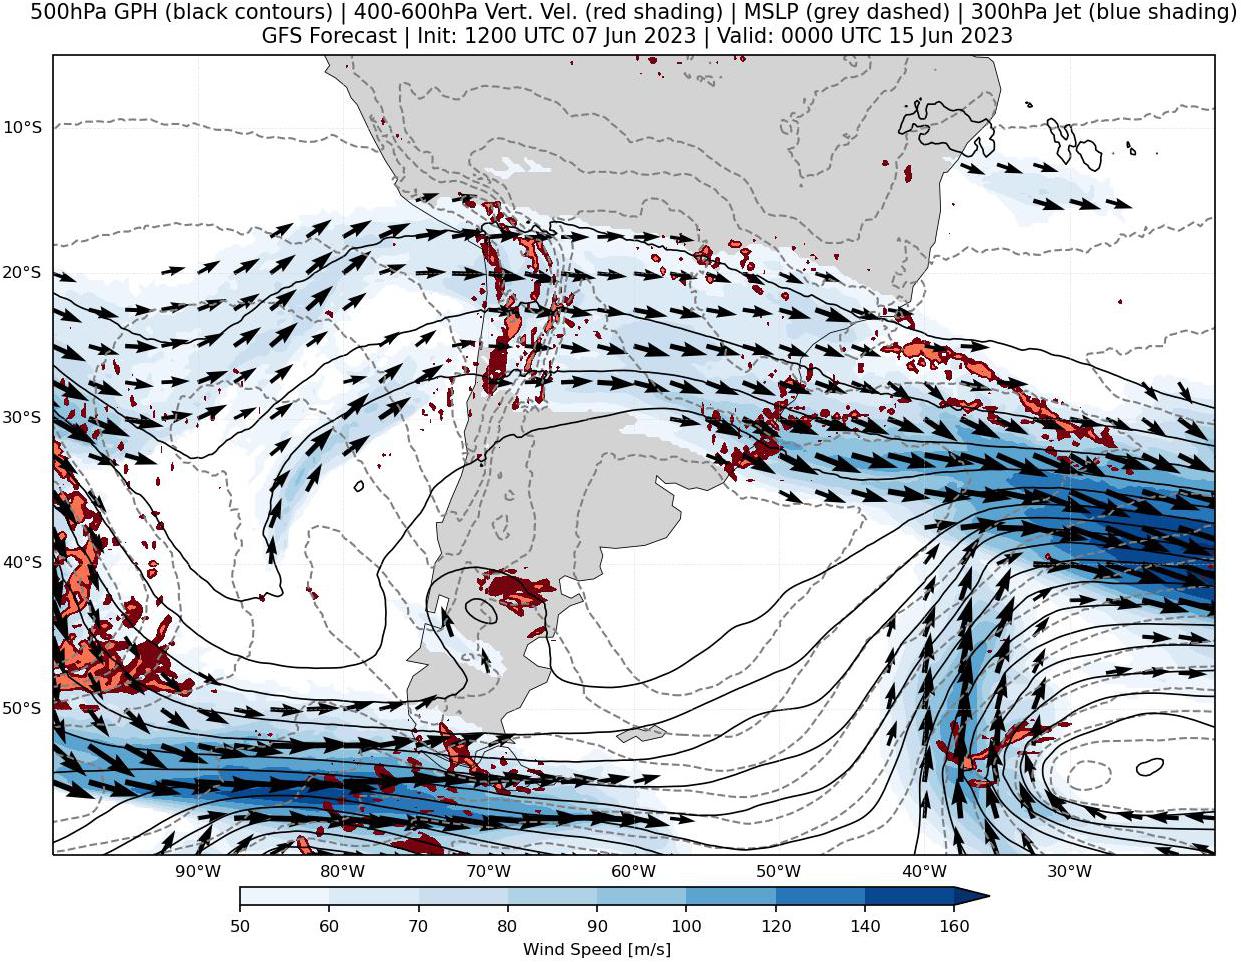 500hPa GPH (black contours) | 400-600hPa Vert. Vel. (red shading) | MSLP (grey dashed) | 300hPa Jet (blue shading)
GFS Forecast | Init: 1200 UTC 07 Jun 2023 | Valid: 0000 UTC 15 Jun 2023
10°S
20°S
30°S
40°S
50°S
90°W 80°W 70°W 60°W 50°W 40°W 30°W
50 60 70 80 90 100 120 140 160
Wind Speed [m/s]